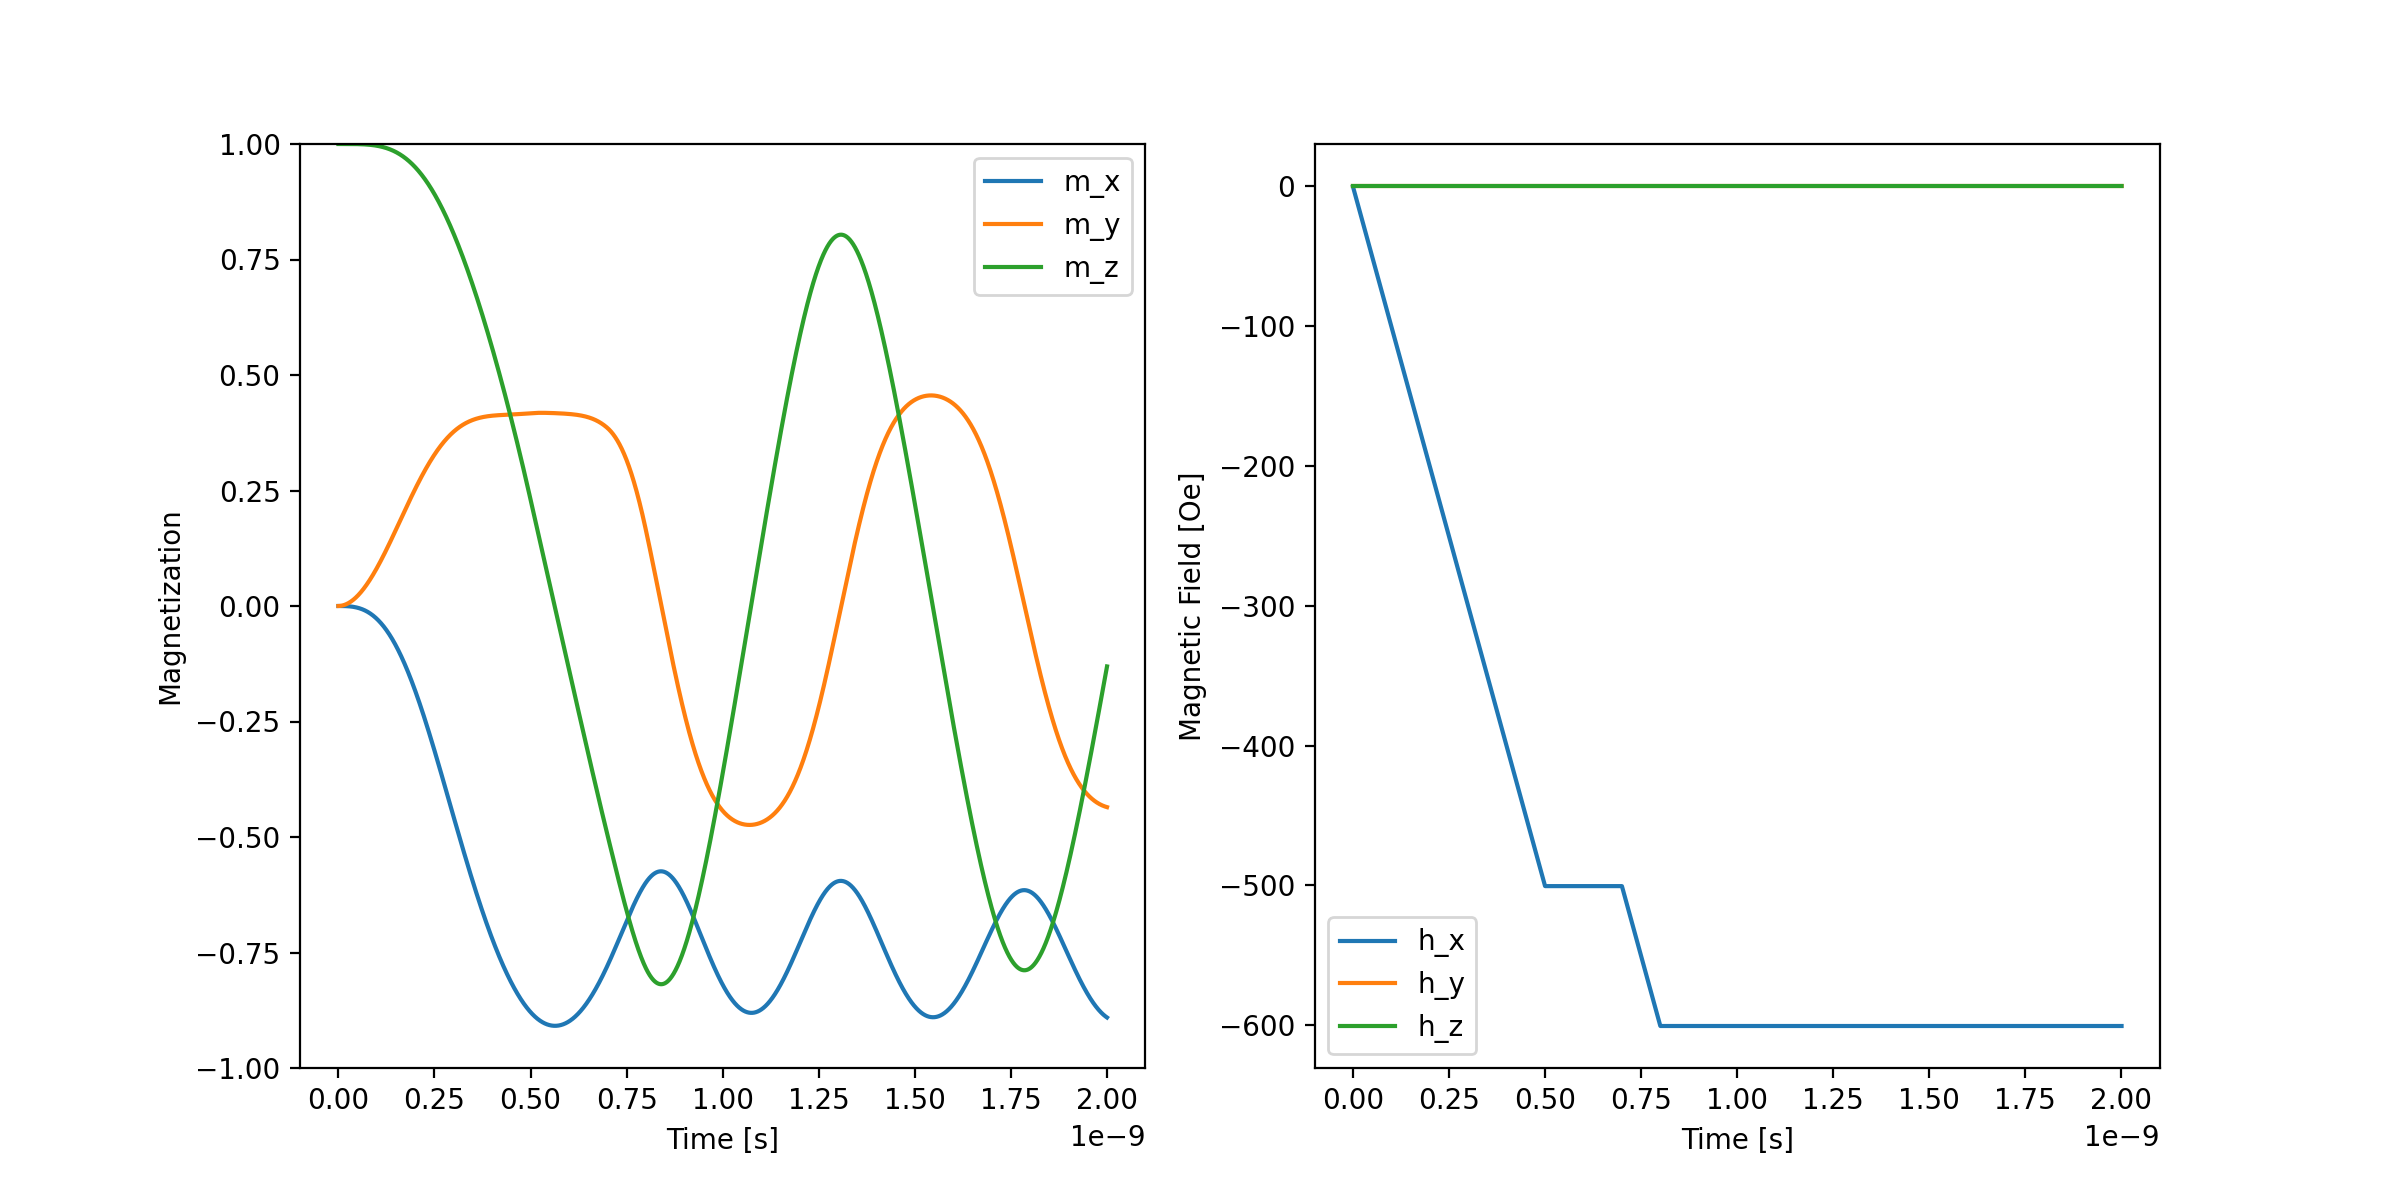 1.00
0.75
0.50
0.25
0.00
−0.25
−0.50
−0.75
−1.00
Magnetization
m_x
m_y
m_z
0.00 0.25 0.50 0.75 1.00 1.25 1.50 1.75 2.00
Time [s]
1e−9
0
−100
−200
−300
−400
−500
−600
Magnetic Field [Oe]
h_x
h_y
h_z
0.00 0.25 0.50 0.75 1.00 1.25 1.50 1.75 2.00
Time [s]
1e−9